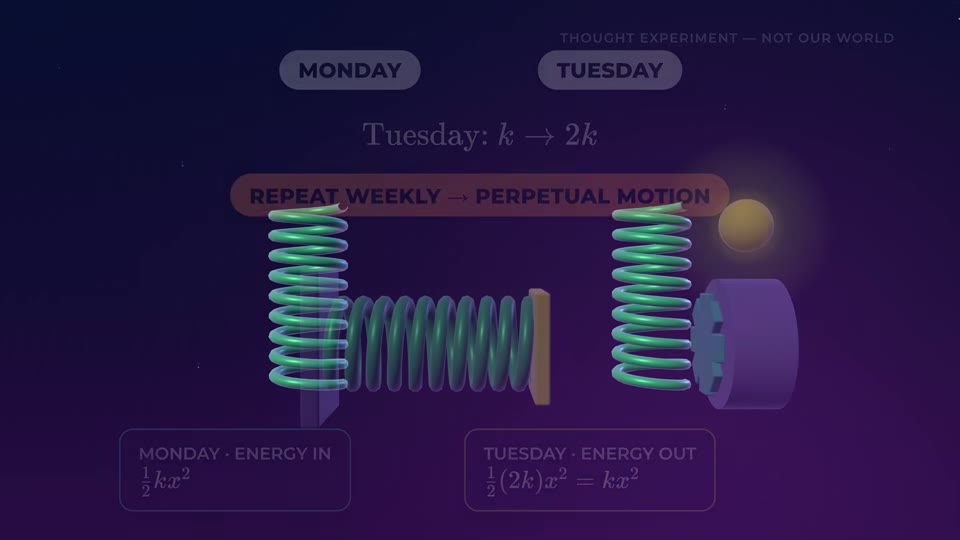 THOUGHT EXPERIMENT — NOT OUR WORLD
MONDAY
TUESDAY
Tuesday: k → 2k
REPEAT WEEKLY → PERPETUAL MOTION
MONDAY · ENERGY IN
½kx²
TUESDAY · ENERGY OUT
½(2k)x² = kx²